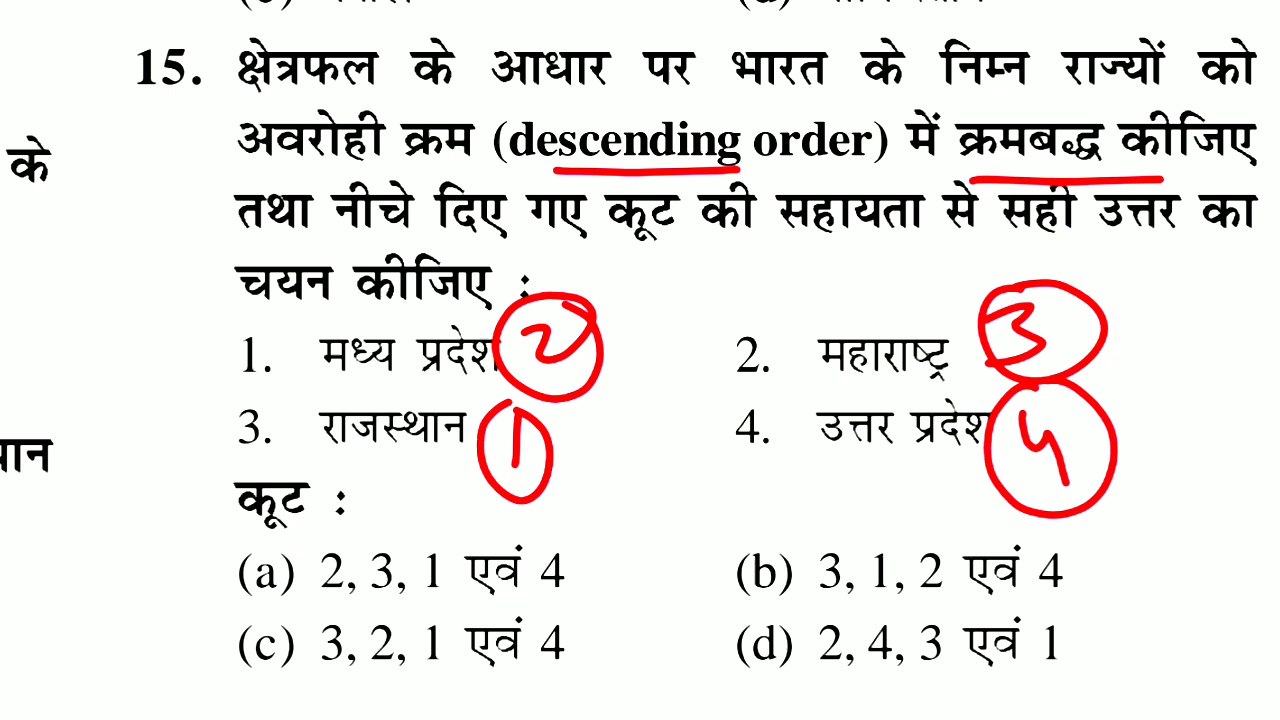 15. क्षेत्रफल के आधार पर भारत के निम्न राज्यों को
अवरोही क्रम (descending order) में क्रमबद्ध कीजिए
के
तथा नीचे दिए गए कूट की सहायता से सही उत्तर का
चयन कीजिए :
1. मध्य प्रदेश 2 2. महाराष्ट्र 3
3. राजस्थान 1 4. उत्तर प्रदेश 4
कूट :
(a) 2, 3, 1 एवं 4 (b) 3, 1, 2 एवं 4
(c) 3, 2, 1 एवं 4 (d) 2, 4, 3 एवं 1